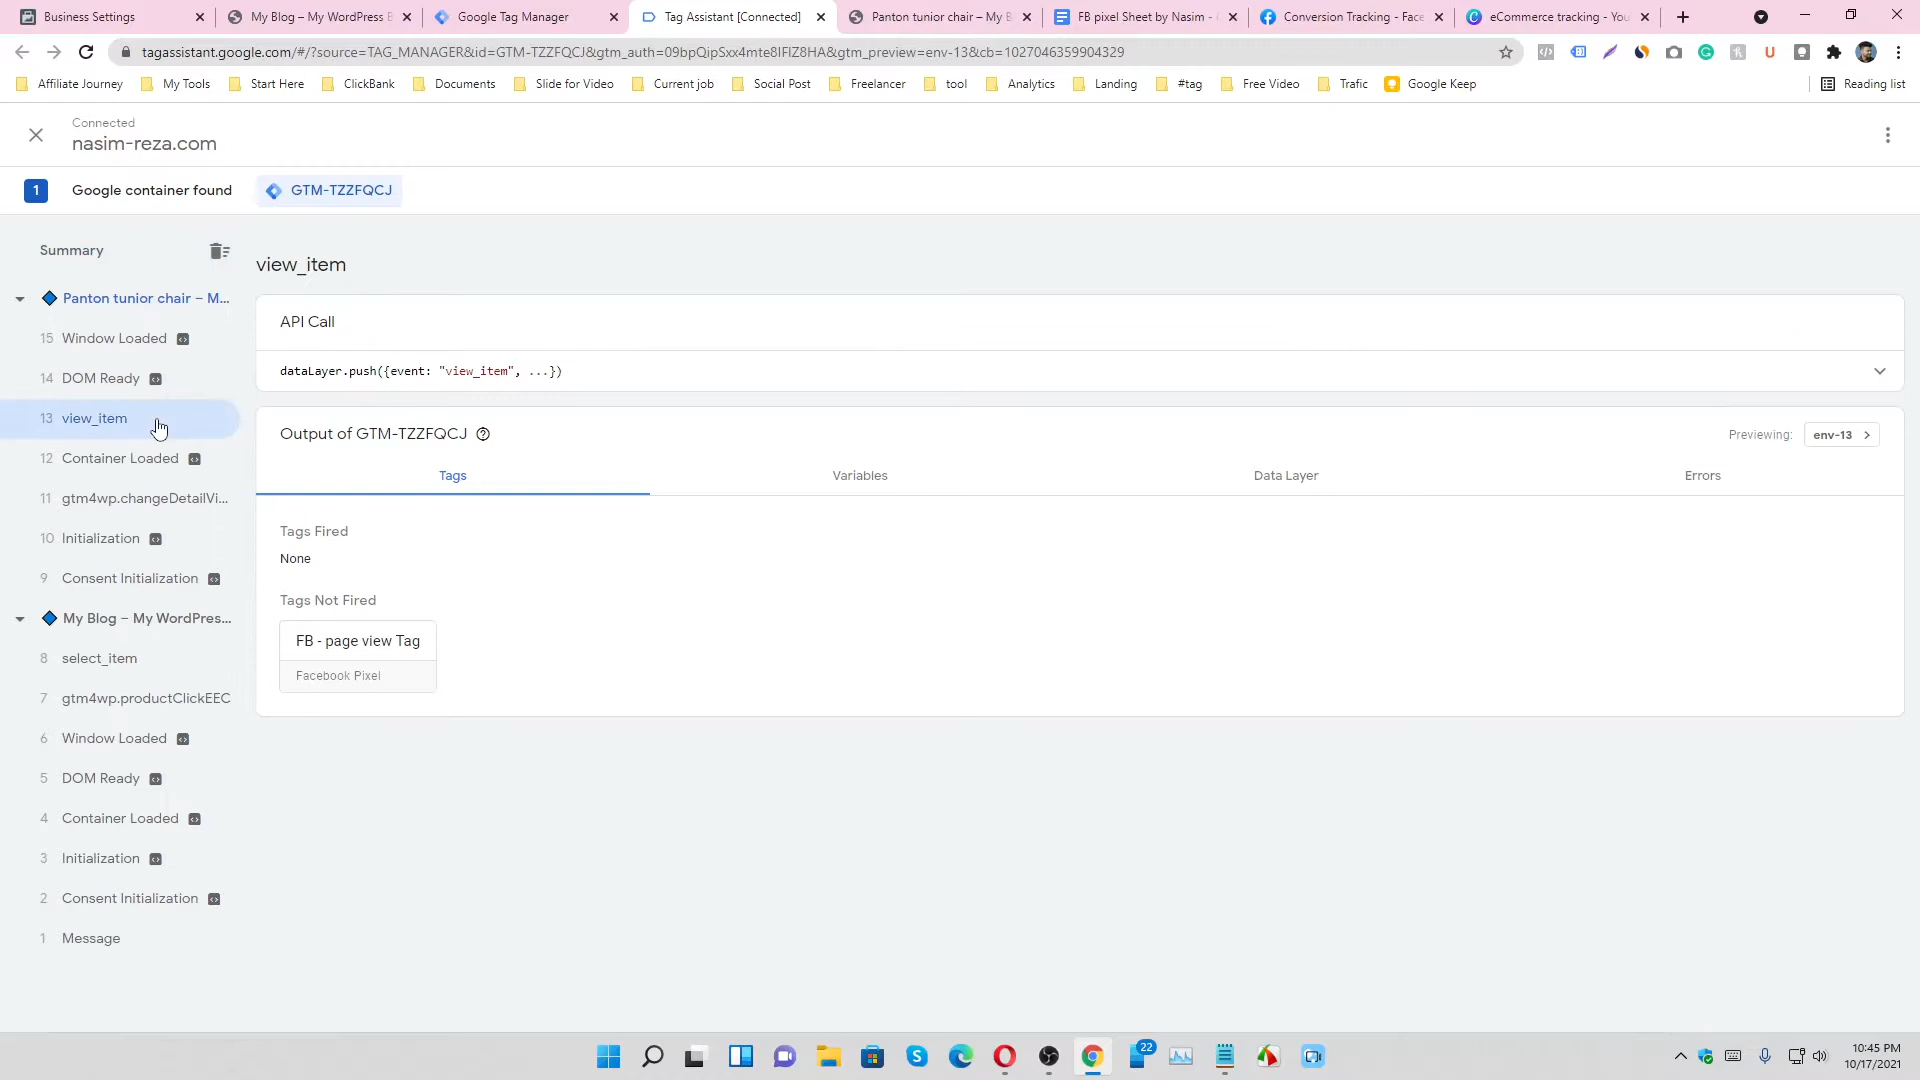 Business Settings
My Blog – My WordPress B
Google Tag Manager
Tag Assistant [Connected]
Panton tunior chair – My B
FB pixel Sheet by Nasim -
Conversion Tracking - Face
eCommerce tracking - You
tagassistant.google.com/#/?source=TAG_MANAGER&id=GTM-TZZFQCJ&gtm_auth=09bpQipSxx4mte8IFlZ8HA&gtm_preview=env-13&cb=1027046359904329
Affiliate Journey
My Tools
Start Here
ClickBank
Documents
Slide for Video
Current job
Social Post
Freelancer
tool
Analytics
Landing
#tag
Free Video
Trafic
Google Keep
Reading list
Connected
nasim-reza.com
1 Google container found GTM-TZZFQCJ
Summary
Panton tunior chair – M...
15 Window Loaded
14 DOM Ready
13 view_item
12 Container Loaded
11 gtm4wp.changeDetailVi...
10 Initialization
9 Consent Initialization
My Blog – My WordPres...
8 select_item
7 gtm4wp.productClickEEC
6 Window Loaded
5 DOM Ready
4 Container Loaded
3 Initialization
2 Consent Initialization
1 Message
view_item
API Call
dataLayer.push({event: "view_item", ...})
Output of GTM-TZZFQCJ
Previewing: env-13
Tags
Variables
Data Layer
Errors
Tags Fired
None
Tags Not Fired
FB - page view Tag
Facebook Pixel
22
10:45 PM
10/17/2021